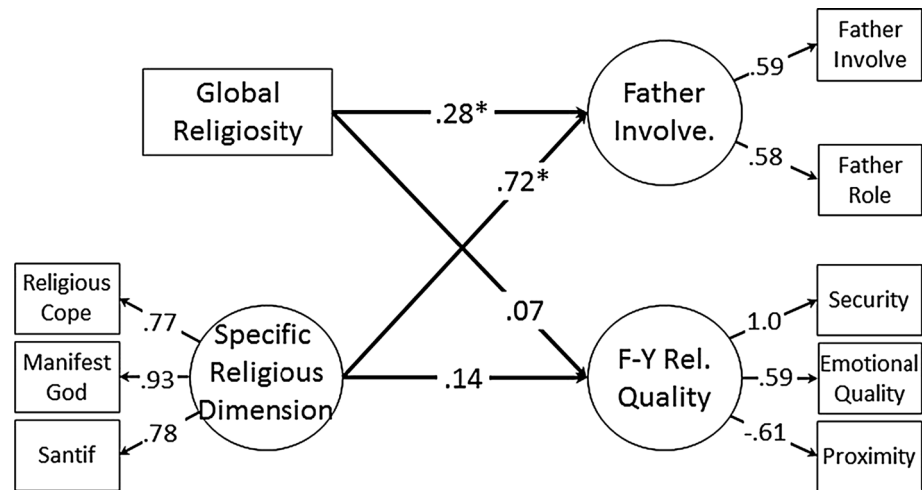 Global
Religiosity
.28*
.72*
.07
.14
Father
Involve.
.59
.58
Father
Involve
Father
Role
Religious
Cope
Manifest
God
Santif
.77
.93
.78
Specific
Religious
Dimension
F-Y Rel.
Quality
1.0
.59
-.61
Security
Emotional
Quality
Proximity